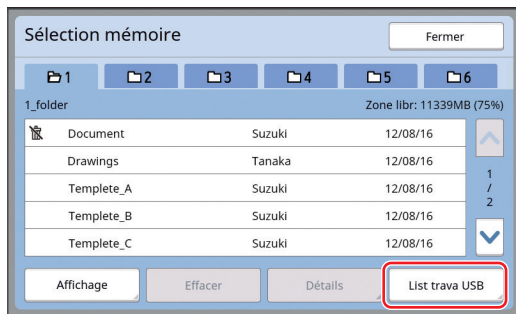 Sélection mémoire Fermer
1 2 3 4 5 6
1_folder Zone libr: 11339MB (75%)
Document Suzuki 12/08/16
Drawings Tanaka 12/08/16
Templete_A Suzuki 12/08/16
Templete_B Suzuki 12/08/16
Templete_C Suzuki 12/08/16
1
/
2
Affichage Effacer Détails List trava USB